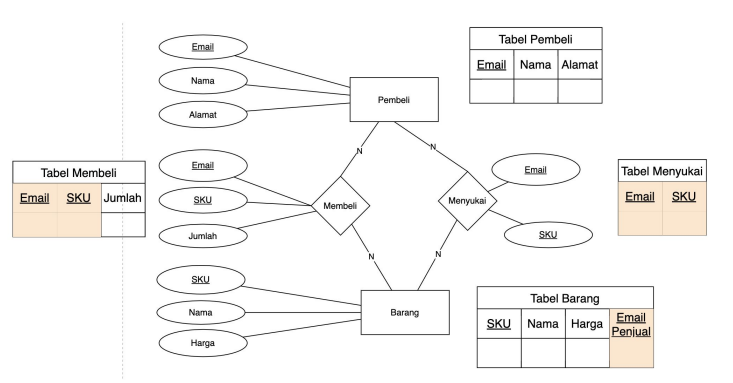 Email
Nama
Alamat
Pembeli
Tabel Pembeli
Email Nama Alamat
N
N
Tabel Membeli
Email SKU Jumlah
Email
SKU
Jumlah
Membeli
Menyukai
Email
SKU
Tabel Menyukai
Email SKU
N
N
SKU
Nama
Harga
Barang
Tabel Barang
SKU Nama Harga Email
Penjual